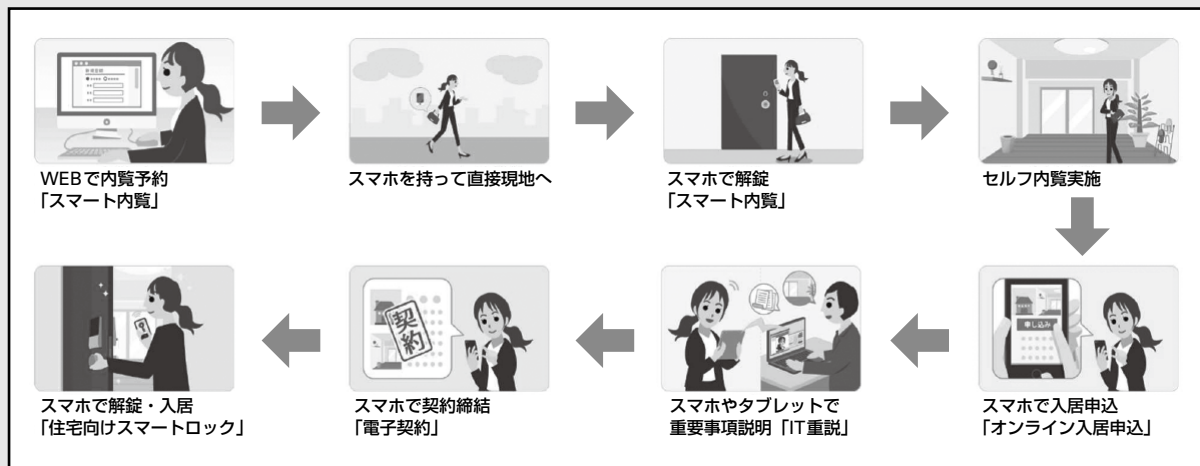 WEBで内覧予約
「スマート内覧」
スマホを持って直接現地へ
スマホで解錠
「スマート内覧」
セルフ内覧実施
申し込み
スマホで入居申込
「オンライン入居申込」
スマホやタブレットで
重要事項説明「IT重説」
契約
スマホで契約締結
「電子契約」
スマホで解錠・入居
「住宅向けスマートロック」